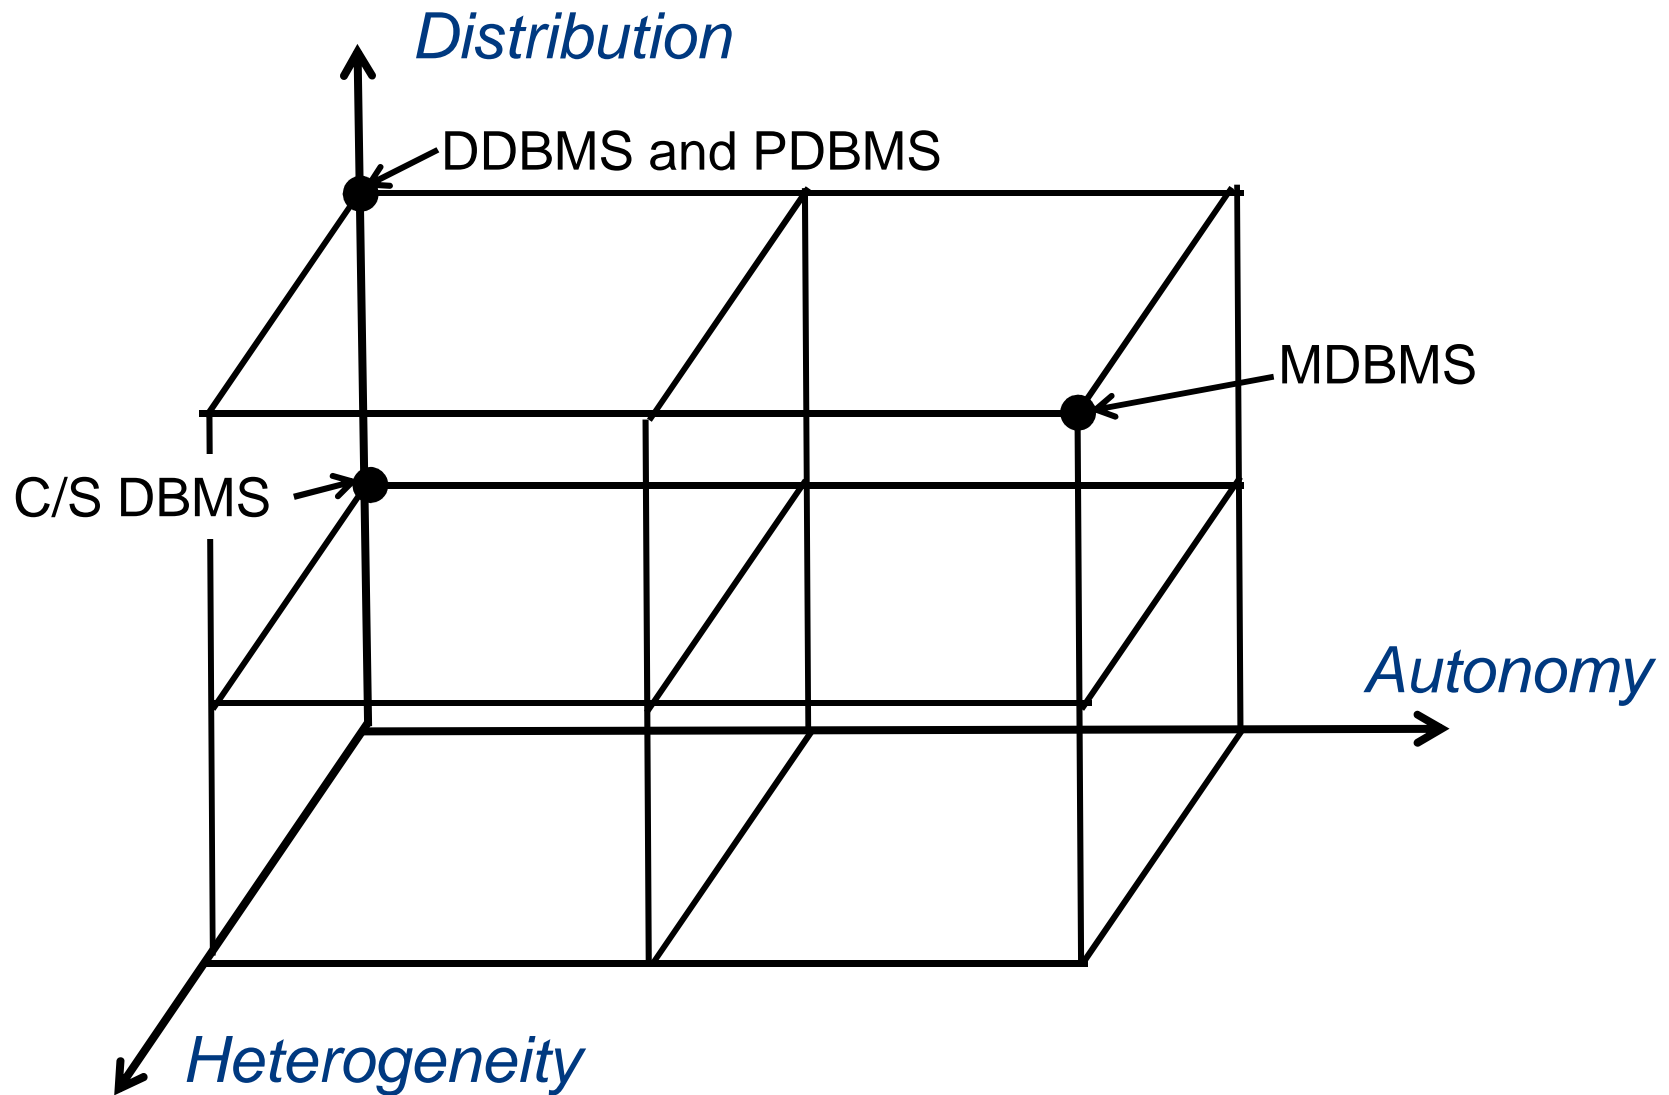 Distribution
DDBMS and PDBMS
MDBMS
C/S DBMS
Autonomy
Heterogeneity